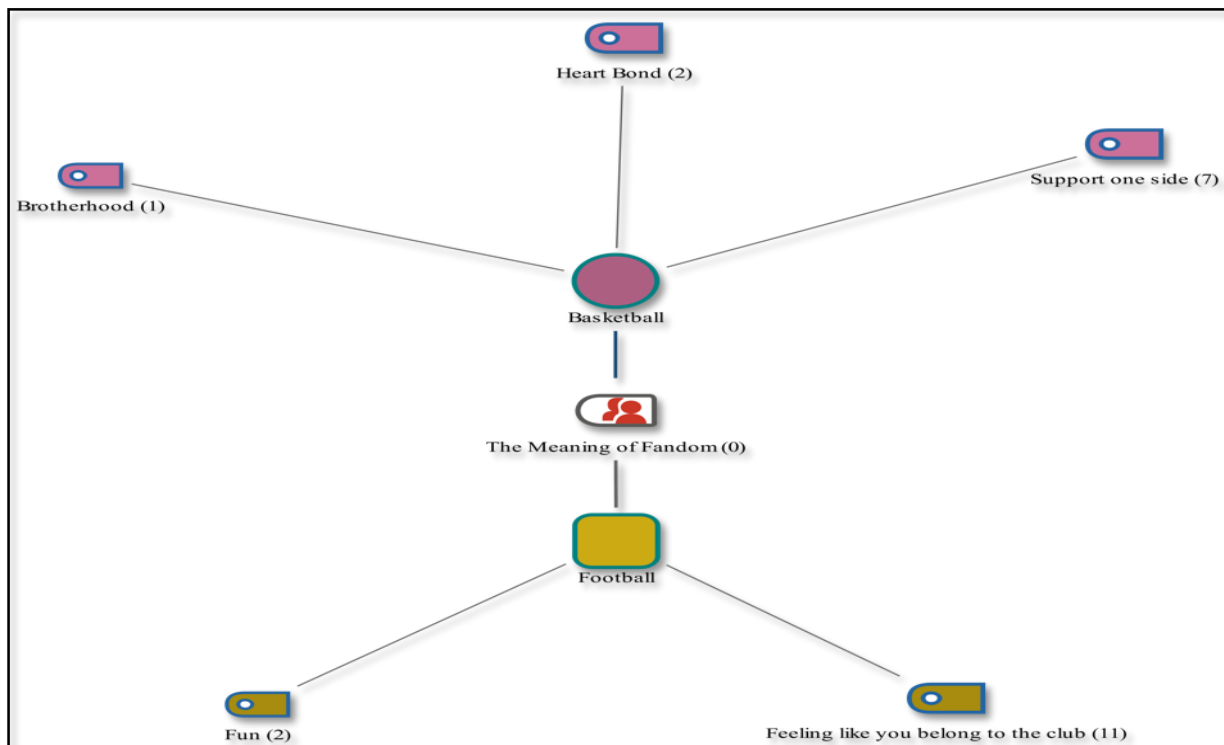 Heart Bond (2)
Support one side (7)
Brotherhood (1)
Basketball
The Meaning of Fandom (0)
Football
Fun (2)
Feeling like you belong to the club (11)